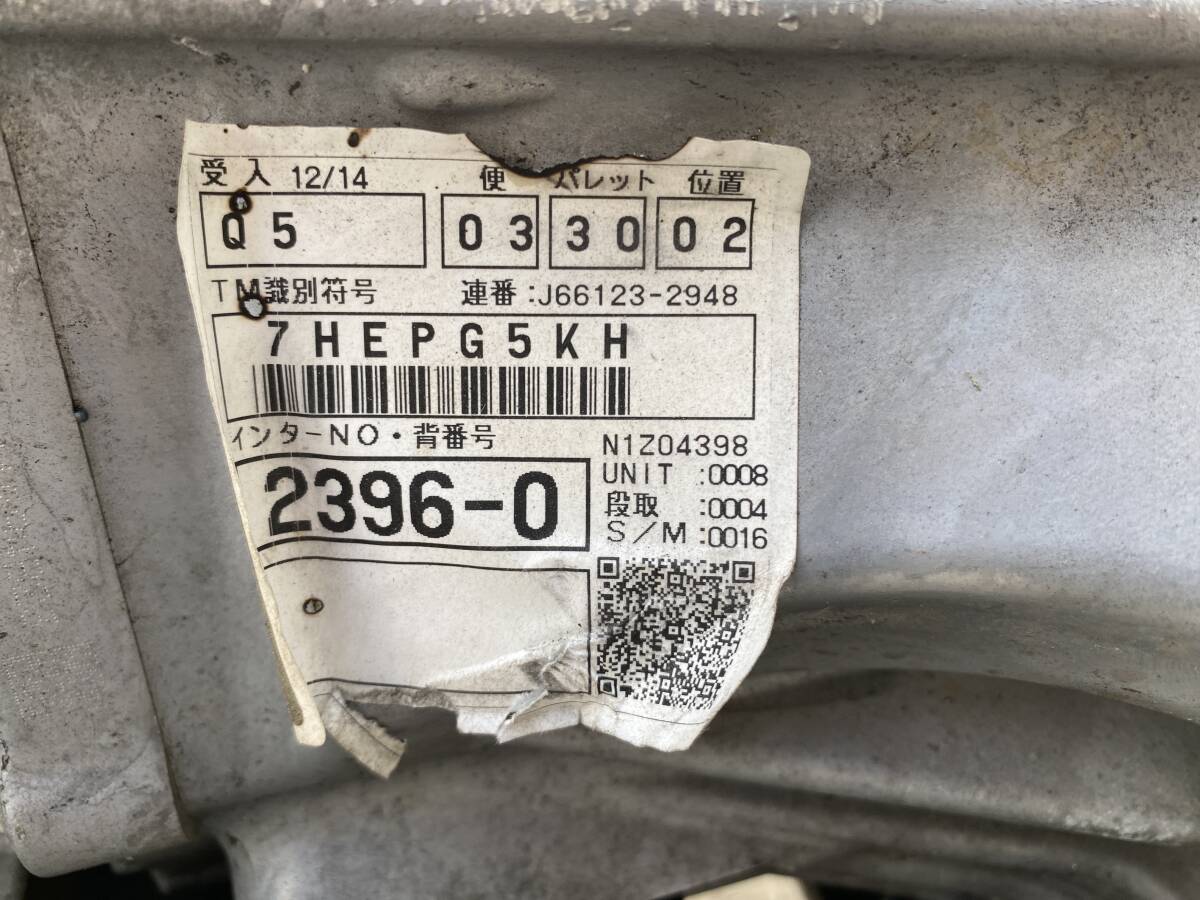 受入 12/14 便 パレット 位置
Q5 03 30 02
TM識別符号 連番:J66123-2948
7HEPG5KH
インターNO・背番号 N1Z04398
2396-0 UNIT :0008
段取 :0004
S/M:0016